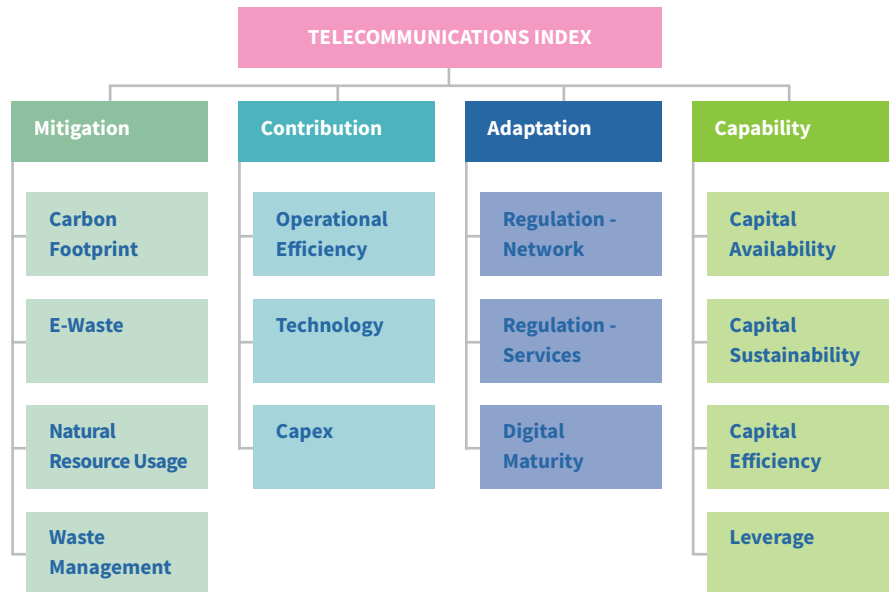 TELECOMMUNICATIONS INDEX
Mitigation
Carbon
Footprint
E-Waste
Natural
Resource Usage
Waste
Management
Contribution
Operational
Efficiency
Technology
Capex
Adaptation
Regulation -
Network
Regulation -
Services
Digital
Maturity
Capability
Capital
Availability
Capital
Sustainability
Capital
Efficiency
Leverage